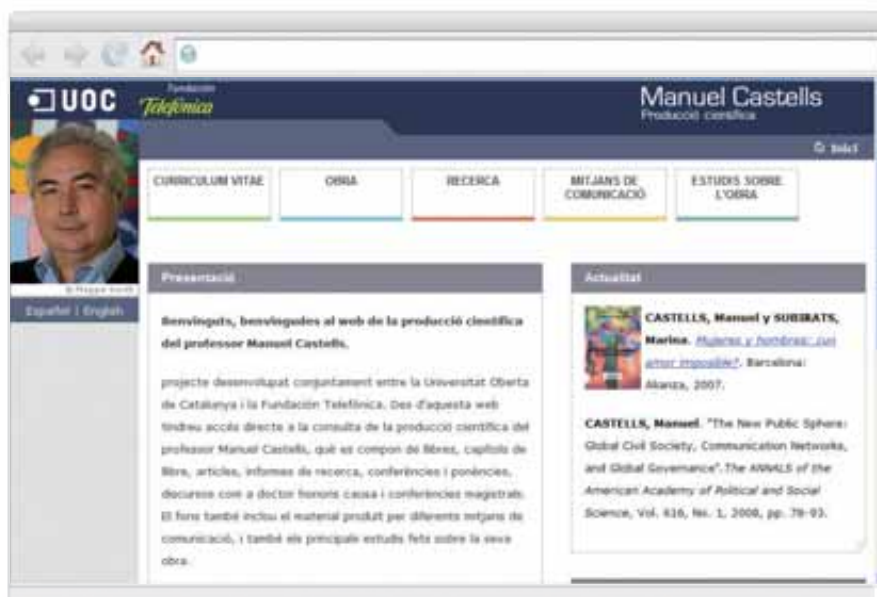 UOC
Fundación
Telefónica
Manuel Castells
Producció científica
Inici
CURRICULUM VITAE
OBRA
RECERCA
MITJANS DE
COMUNICACIÓ
ESTUDIS SOBRE
L'OBRA
Español | English
Presentació
Benvinguts, benvingudes al web de la producció científica
del professor Manuel Castells,
projecte desenvolupat conjuntament entre la Universitat Oberta
de Catalunya i la Fundación Telefónica. Des d'aquesta web
tindreu accés directe a la consulta de la producció científica del
professor Manuel Castells, què es compon de llibres, capítols de
llibre, articles, informes de recerca, conferències i ponències,
discursos com a doctor honoris causa i conferències magistrals.
El fons també inclou el material produït per diferents mitjans de
comunicació, i també els principals estudis fets sobre la seva
obra.
Actualitat
CASTELLS, Manuel y SUBIRATS,
Marina. Mujeres y hombres: ¿un
amor imposible?. Barcelona:
Alianza, 2007.
CASTELLS, Manuel. "The New Public Sphere:
Global Civil Society, Communication Networks,
and Global Governance". The ANNALS of the
American Academy of Political and Social
Science, Vol. 616, No. 1, 2008, pp. 78-93.